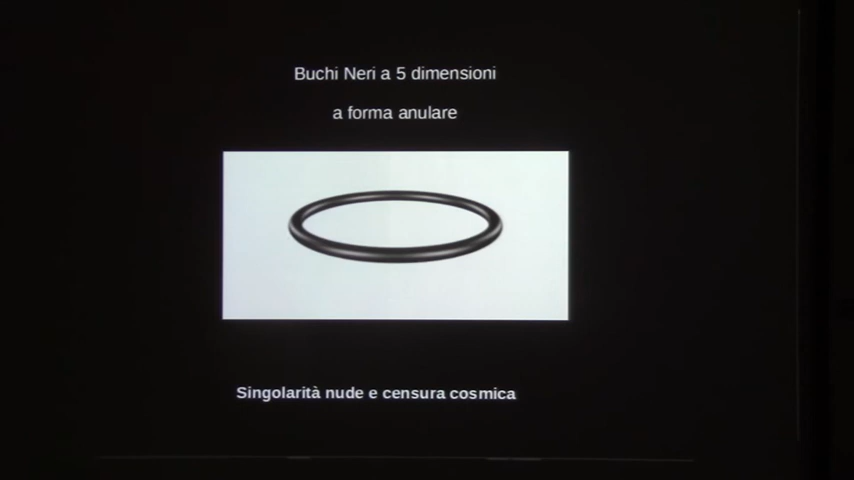 Buchi Neri a 5 dimensioni
a forma anulare
Singolarità nude e censura cosmica